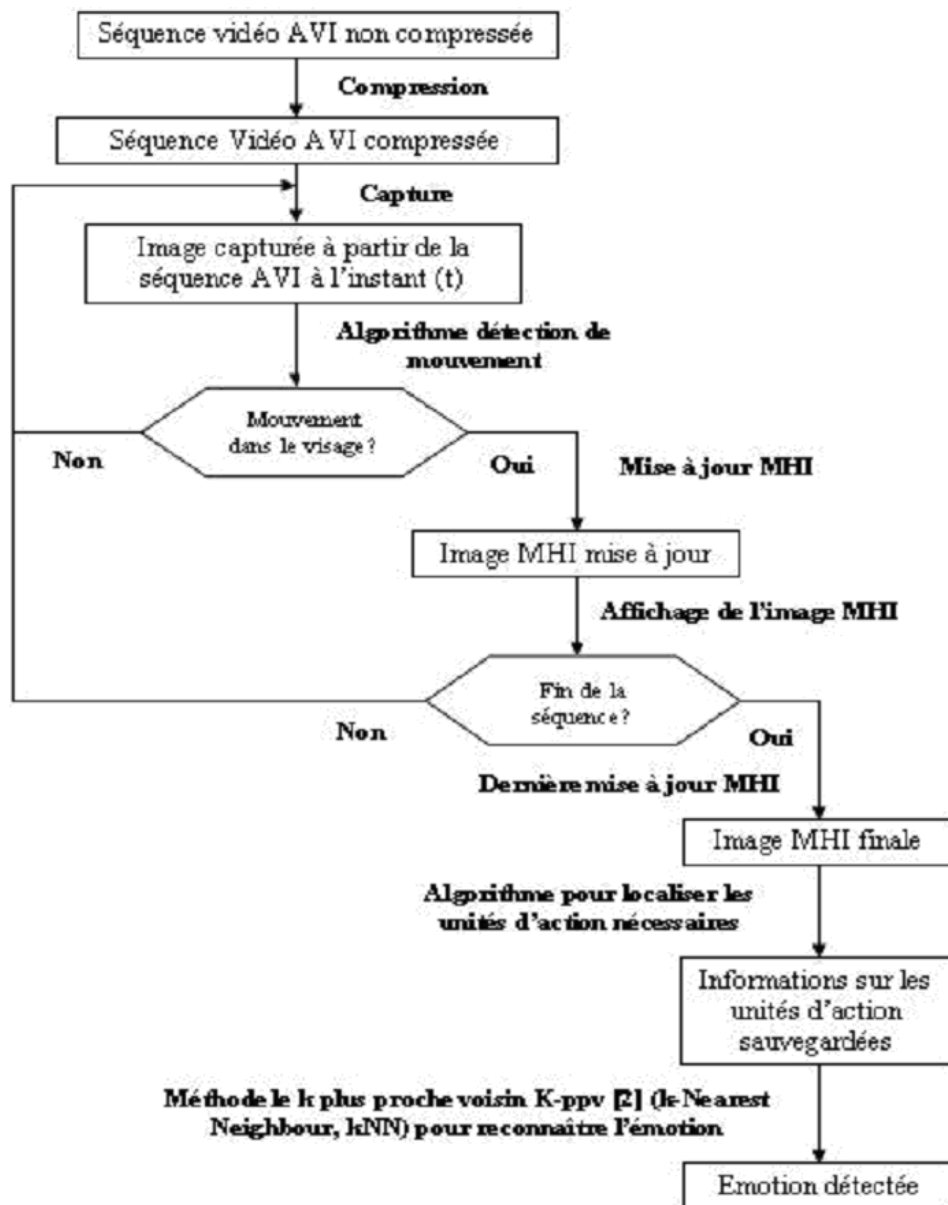 Séquence vidéo AVI non compressée
Compression
Séquence Vidéo AVI compressée
Capture
Image capturée à partir de la
séquence AVI à l'instant (t)
Algorithme détection de
mouvement
Mouvement
dans le visage ?
Non
Oui
Mise à jour MHI
Image MHI mise à jour
Affichage de l'image MHI
Fin de la
séquence ?
Non
Oui
Dernière mise à jour MHI
Image MHI finale
Algorithme pour localiser les
unités d'action nécessaires
Informations sur les
unités d'action
sauvegardées
Méthode le k plus proche voisin K-ppv [2] (k-Nearest
Neighbour, kNN) pour reconnaître l'émotion
Emotion détectée